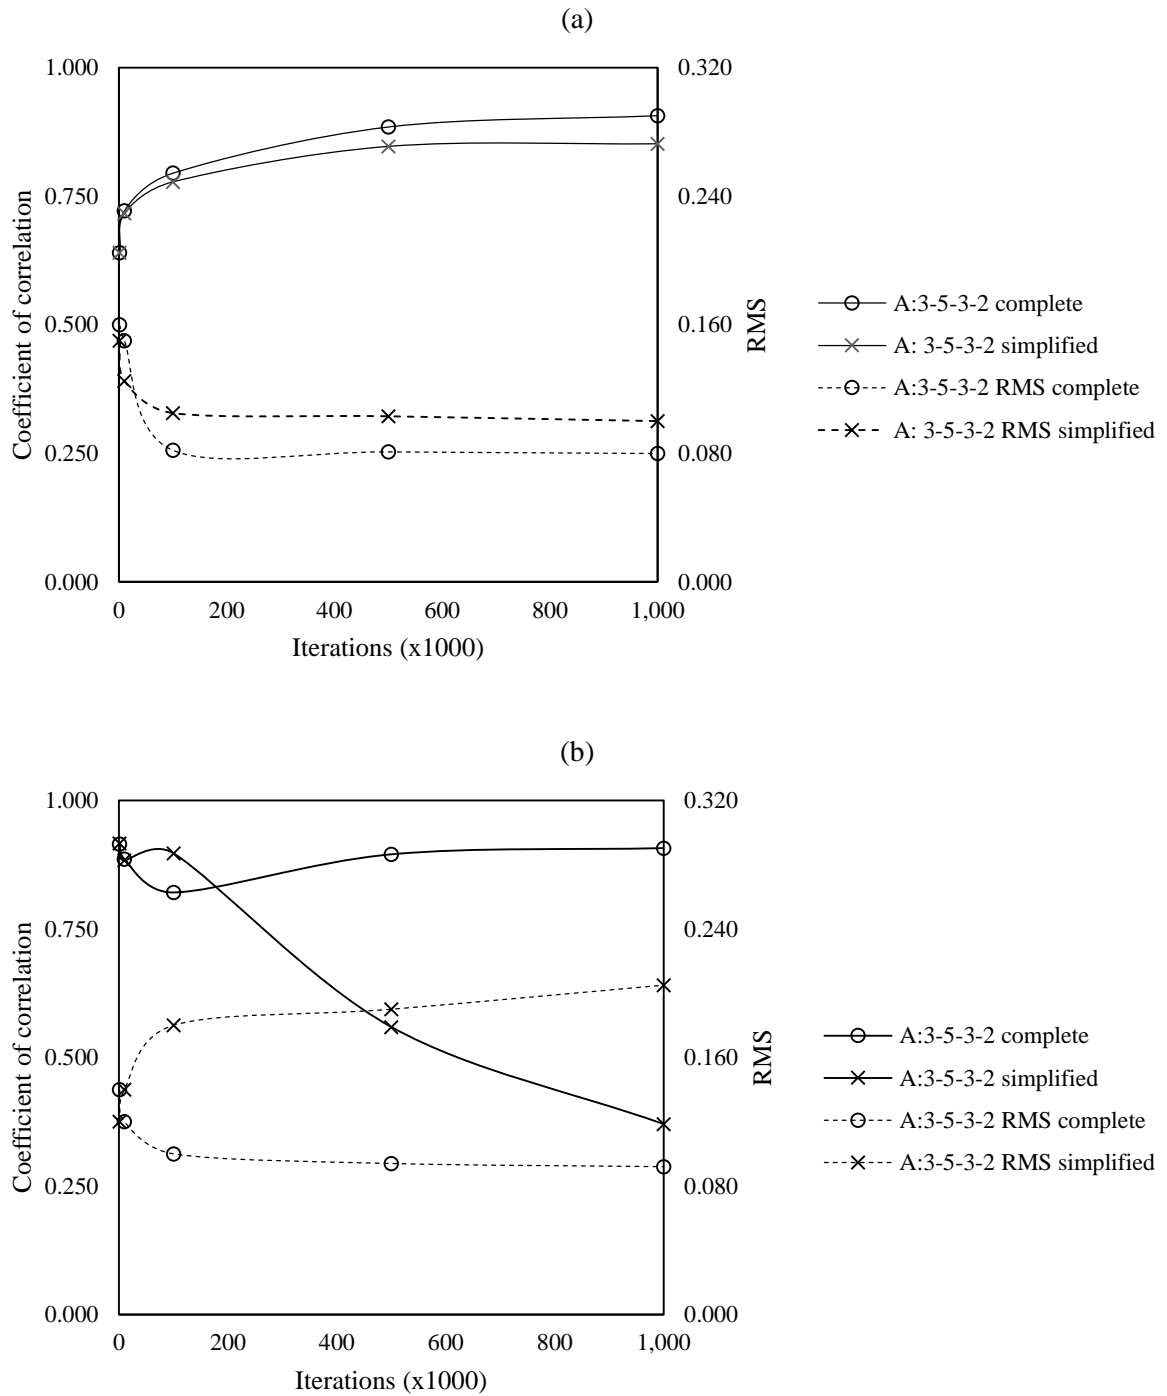 (a)
1.000
0.750
0.500
0.250
0.000
Coefficient of correlation
0.320
0.240
0.160
0.080
0.000
RMS
0 200 400 600 800 1,000
Iterations (x1000)
A:3-5-3-2 complete
A: 3-5-3-2 simplified
A:3-5-3-2 RMS complete
A: 3-5-3-2 RMS simplified
(b)
1.000
0.750
0.500
0.250
0.000
Coefficient of correlation
0.320
0.240
0.160
0.080
0.000
RMS
0 200 400 600 800 1,000
Iterations (x1000)
A:3-5-3-2 complete
A:3-5-3-2 simplified
A:3-5-3-2 RMS complete
A:3-5-3-2 RMS simplified